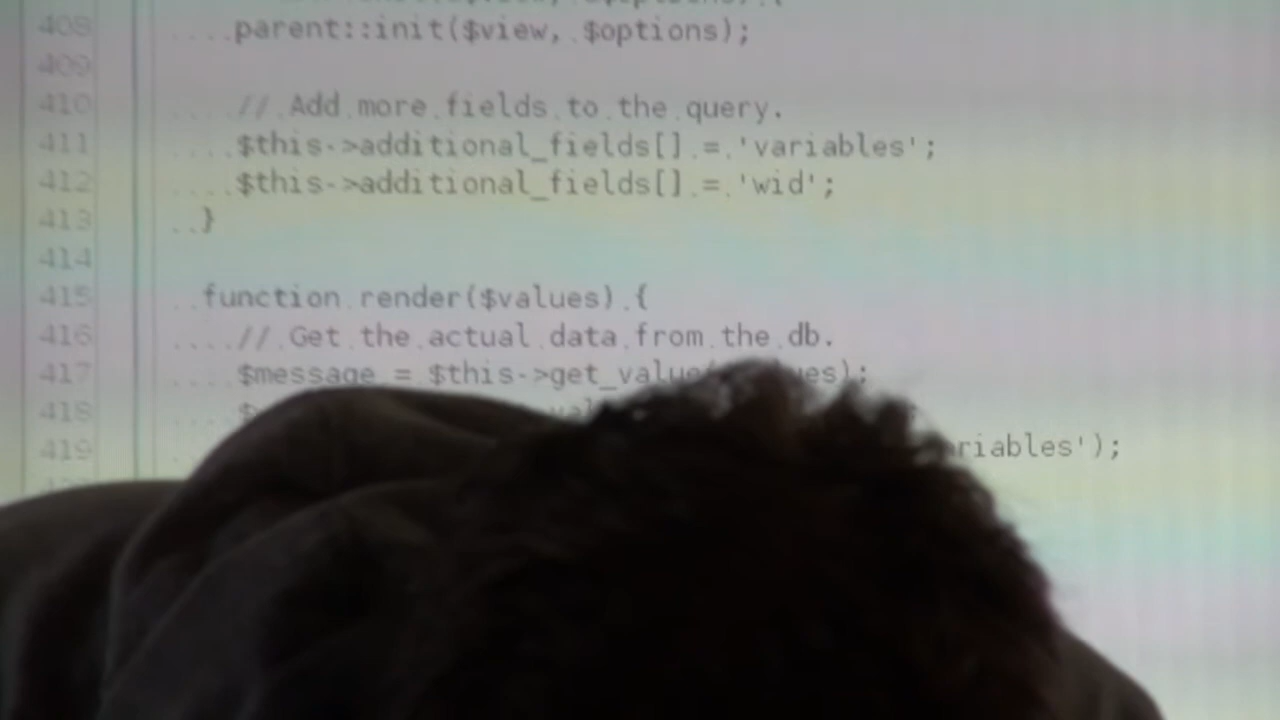 408 parent::init($view, $options);
409
410 // Add more fields to the query.
411 $this->additional_fields[] = 'variables';
412 $this->additional_fields[] = 'wid';
413 }
414
415 function render($values) {
416 // Get the actual data from the db.
417 $message = $this->get_value
418
419 riables');